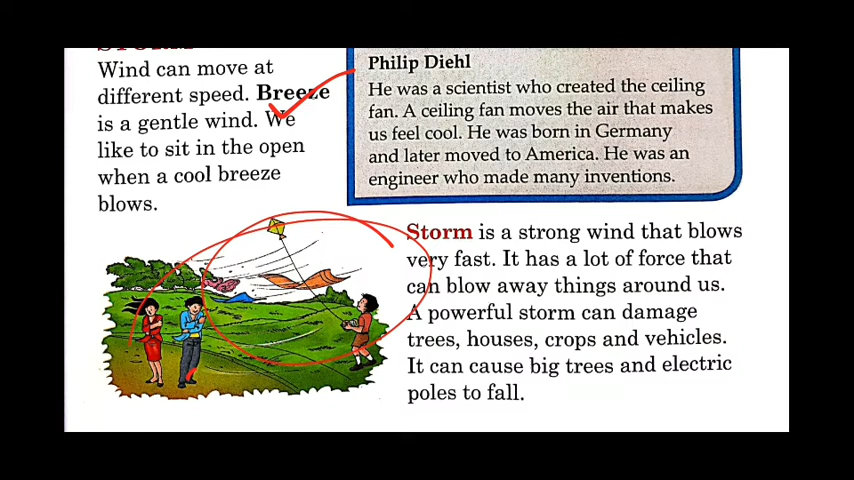 STORM
Wind can move at
different speed. Breeze
is a gentle wind. We
like to sit in the open
when a cool breeze
blows.
Philip Diehl
He was a scientist who created the ceiling
fan. A ceiling fan moves the air that makes
us feel cool. He was born in Germany
and later moved to America. He was an
engineer who made many inventions.
Storm is a strong wind that blows
very fast. It has a lot of force that
can blow away things around us.
A powerful storm can damage
trees, houses, crops and vehicles.
It can cause big trees and electric
poles to fall.